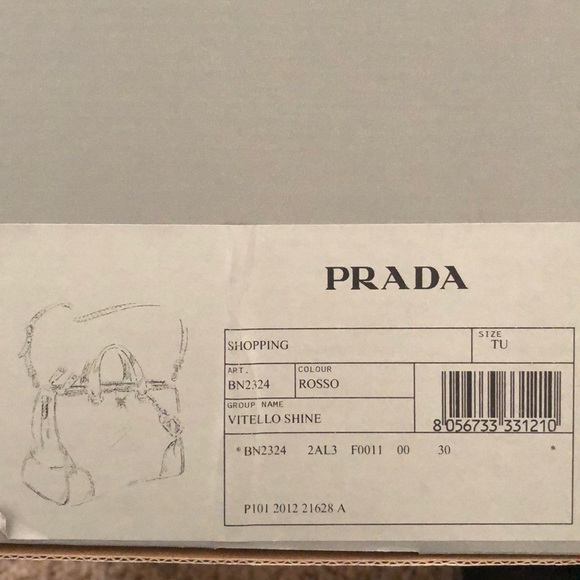 PRADA
SHOPPING
SIZE
TU
ART.
BN2324
COLOUR
ROSSO
GROUP NAME
VITELLO SHINE
8 056733 331210
*BN2324 2AL3 F0011 00 30 *
P101 2012 21628 A